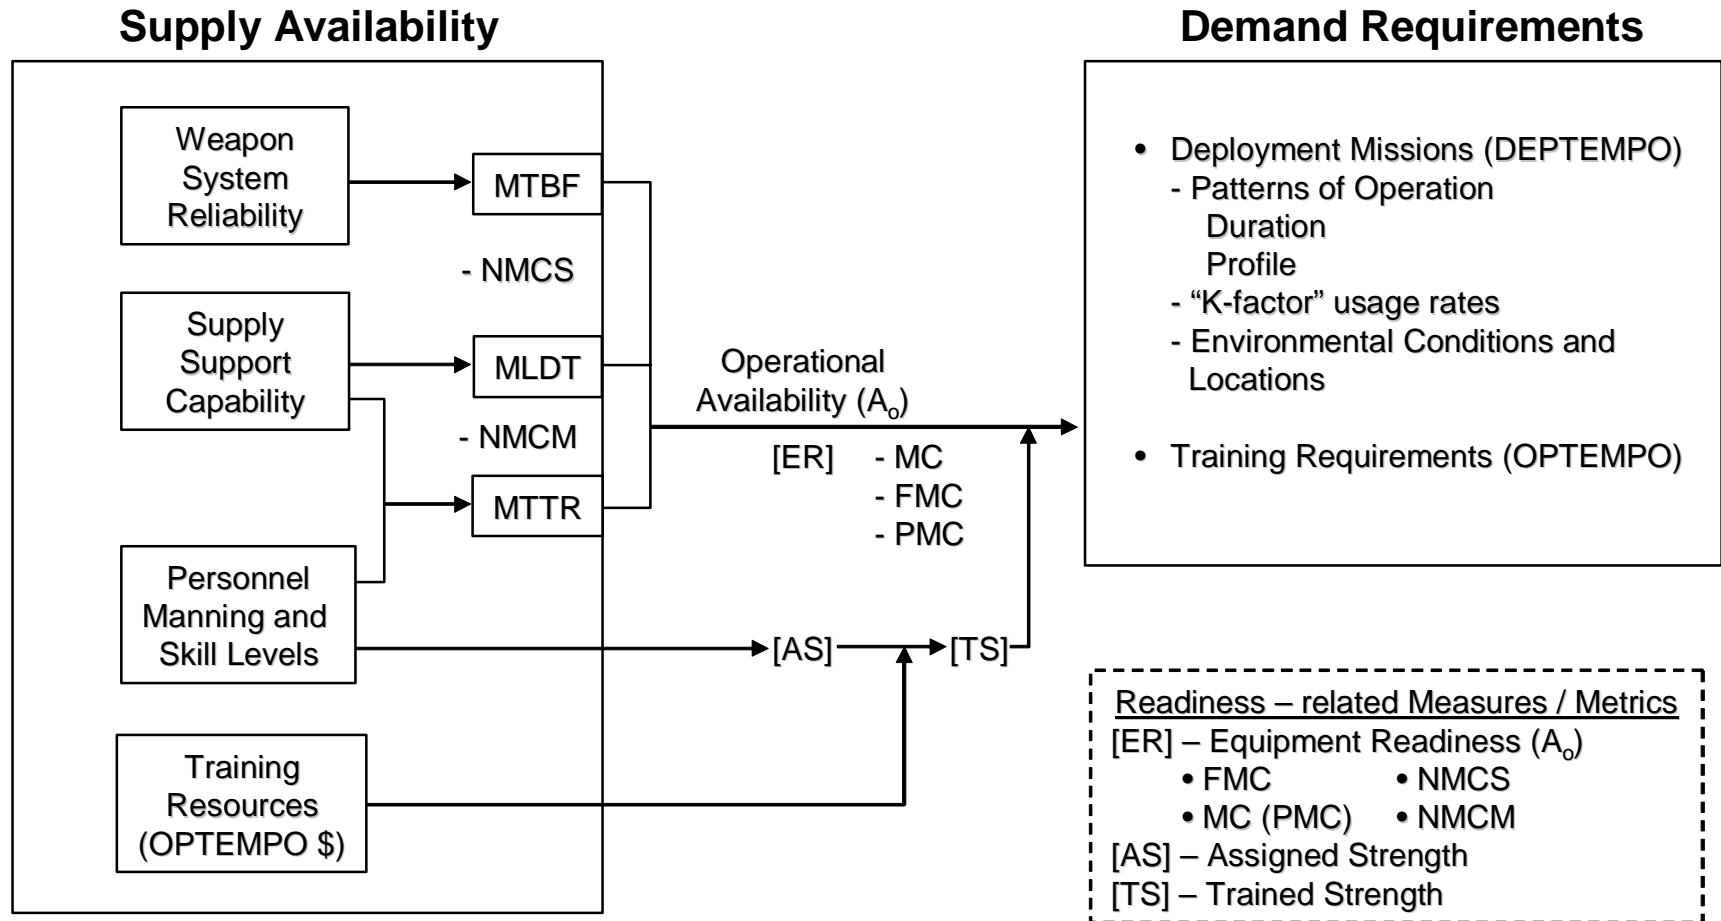 Supply Availability
Weapon
System
Reliability
MTBF
- NMCS
Supply
Support
Capability
MLDT
- NMCM
MTTR
Personnel
Manning and
Skill Levels
Training
Resources
(OPTEMPO $)
Operational
Availability (Ao)
[ER] - MC
- FMC
- PMC
[AS] [TS]
Demand Requirements
• Deployment Missions (DEPTEMPO)
- Patterns of Operation
Duration
Profile
- “K-factor” usage rates
- Environmental Conditions and
Locations
• Training Requirements (OPTEMPO)
Readiness – related Measures / Metrics
[ER] – Equipment Readiness (Ao)
• FMC • NMCS
• MC (PMC) • NMCM
[AS] – Assigned Strength
[TS] – Trained Strength